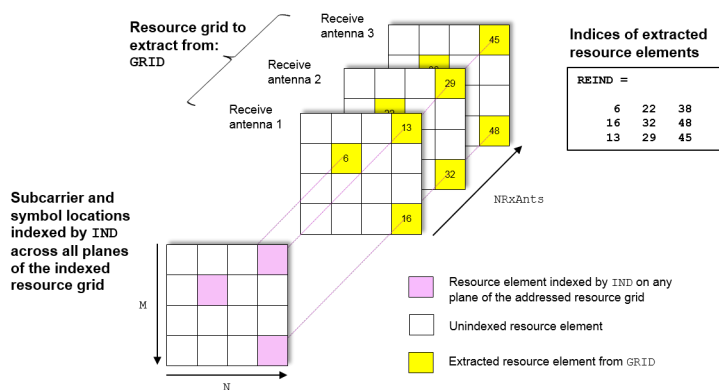 Resource grid to
extract from:
GRID
Receive
antenna 3
Receive
antenna 2
Receive
antenna 1
45
48
29
32
13
6
16
NRxAnts
Indices of extracted
resource elements
REIND =
6 22 38
16 32 48
13 29 45
Subcarrier and
symbol locations
indexed by IND
across all planes
of the indexed
resource grid
M
N
Resource element indexed by IND on any
plane of the addressed resource grid
Unindexed resource element
Extracted resource element from GRID